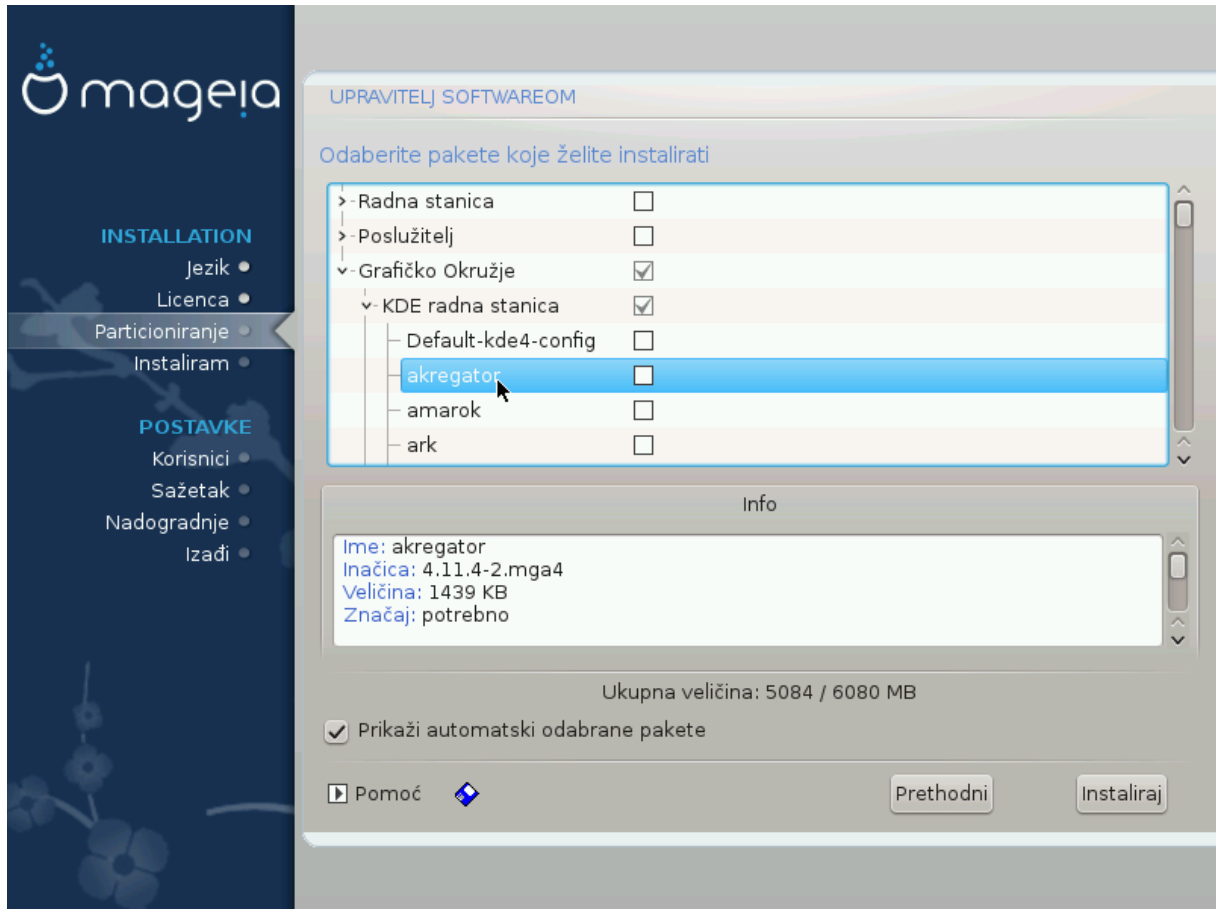 mageia
INSTALLATION
Jezik
Licenca
Particioniranje
Instaliram
POSTAVKE
Korisnici
Sažetak
Nadogradnje
Izađi
UPRAVITELJ SOFTWAREOM
Odaberite pakete koje želite instalirati
Radna stanica
Poslužitelj
Grafičko Okružje
KDE radna stanica
Default-kde4-config
akregator
amarok
ark
Info
Ime: akregator
Inačica: 4.11.4-2.mga4
Veličina: 1439 KB
Značaj: potrebno
Ukupna veličina: 5084 / 6080 MB
Prikaži automatski odabrane pakete
Pomoć
Prethodni
Instaliraj